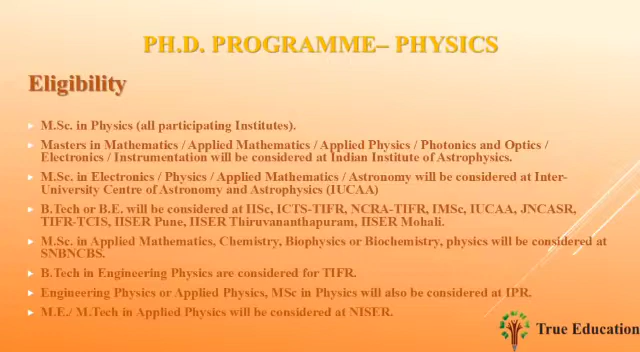 PH.D. PROGRAMME– PHYSICS
Eligibility
M.Sc. in Physics (all participating Institutes).
Masters in Mathematics / Applied Mathematics / Applied Physics / Photonics and Optics /
Electronics / Instrumentation will be considered at Indian Institute of Astrophysics.
M.Sc. in Electronics / Physics / Applied Mathematics / Astronomy will be considered at Inter-
University Centre of Astronomy and Astrophysics (IUCAA)
B.Tech or B.E. will be considered at IISc, ICTS-TIFR, NCRA-TIFR, IMSc, IUCAA, JNCASR,
TIFR-TCIS, IISER Pune, IISER Thiruvananthapuram, IISER Mohali.
M.Sc. in Applied Mathematics, Chemistry, Biophysics or Biochemistry, physics will be considered at
SNBNCBS.
B.Tech in Engineering Physics are considered for TIFR.
Engineering Physics or Applied Physics, MSc in Physics will also be considered at IPR.
M.E./ M.Tech in Applied Physics will be considered at NISER.
True Education